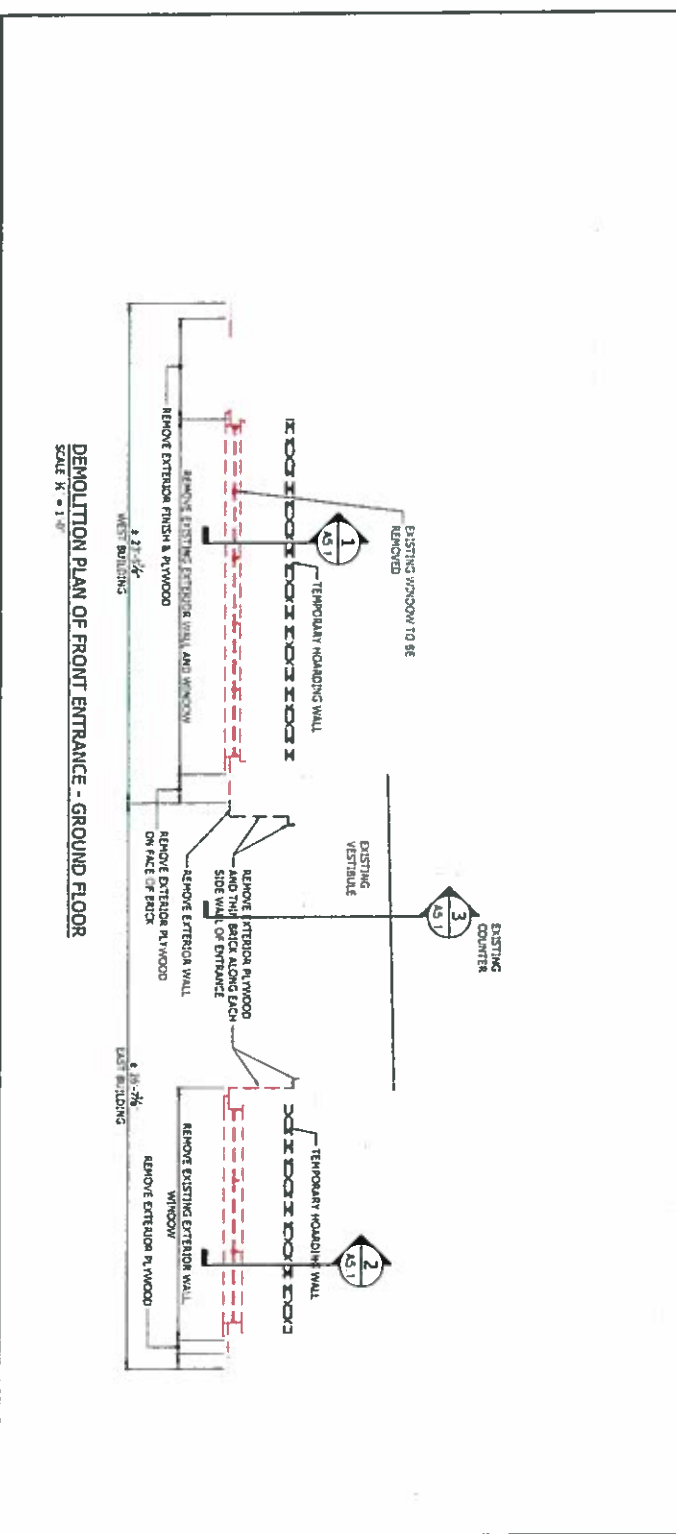 EXISTING
COUNTER
3
A5.1
EXISTING WINDOW TO BE
REMOVED
1
A5.1
2
A5.1
EXISTING
VESTIBULE
TEMPORARY HOARDING WALL
TEMPORARY HOARDING WALL
REMOVE EXTERIOR PLYWOOD
AND THIN BRICK ALONG EACH
SIDE WALL OF ENTRANCE
REMOVE EXISTING EXTERIOR WALL AND WINDOW
REMOVE EXTERIOR WALL
REMOVE EXISTING EXTERIOR WALL
WINDOW
REMOVE EXTERIOR FINISH & PLYWOOD
REMOVE EXTERIOR PLYWOOD
ON FACE OF BRICK
REMOVE EXTERIOR PLYWOOD
WEST BUILDING
EAST BUILDING
DEMOLITION PLAN OF FRONT ENTRANCE - GROUND FLOOR
SCALE